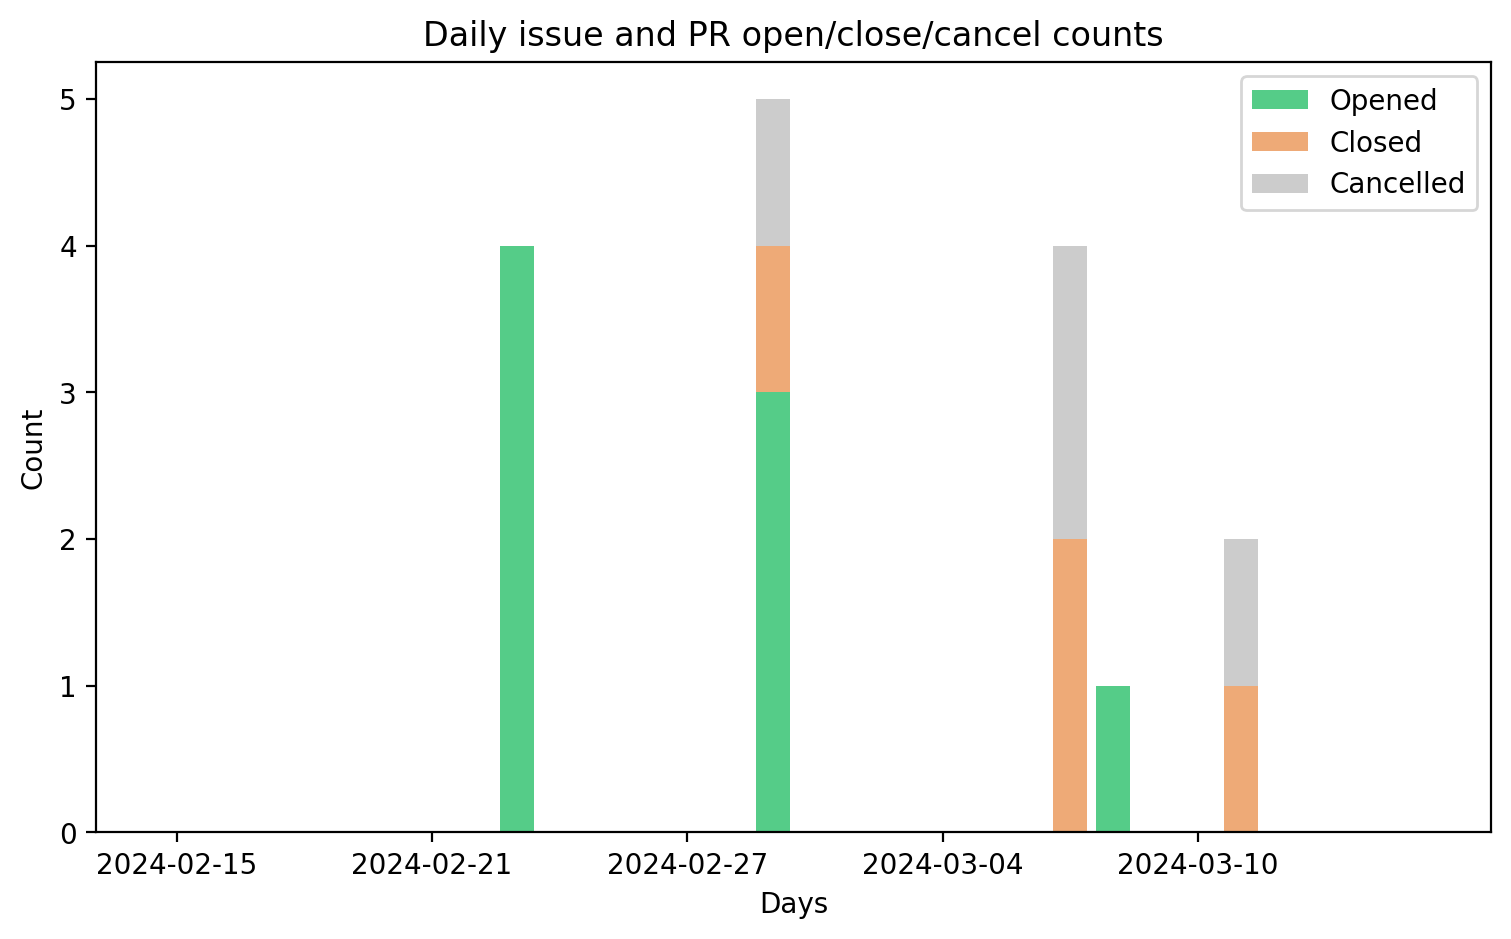 Daily issue and PR open/close/cancel counts
Opened
Closed
Cancelled
5
4
3
2
1
0
Count
2024-02-15 2024-02-21 2024-02-27 2024-03-04 2024-03-10
Days